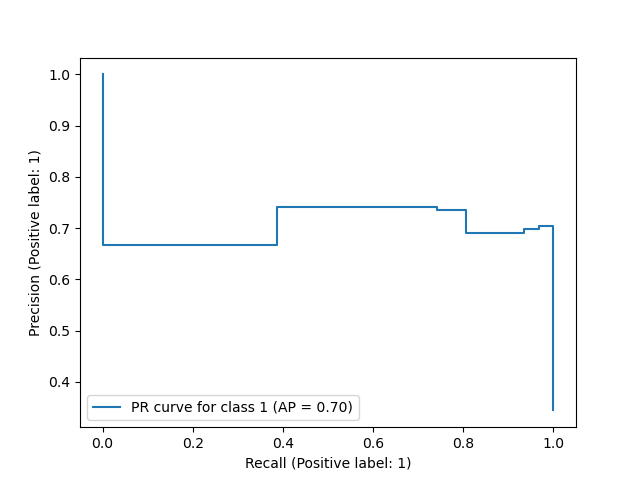 1.0
0.9
0.8
0.7
0.6
0.5
0.4
Precision (Positive label: 1)
PR curve for class 1 (AP = 0.70)
0.0 0.2 0.4 0.6 0.8 1.0
Recall (Positive label: 1)